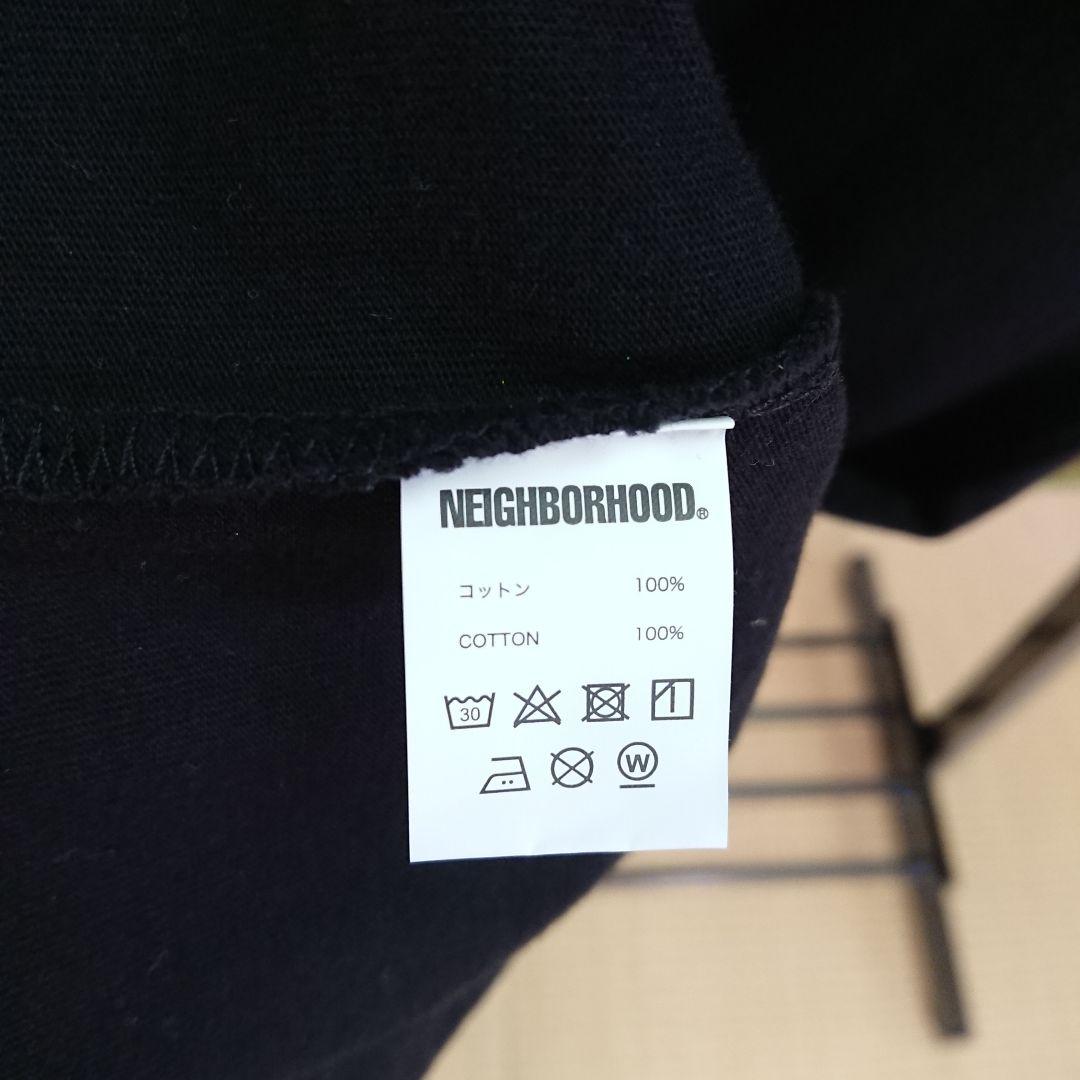 NEIGHBORHOOD®
コットン 100%
COTTON 100%
30
W